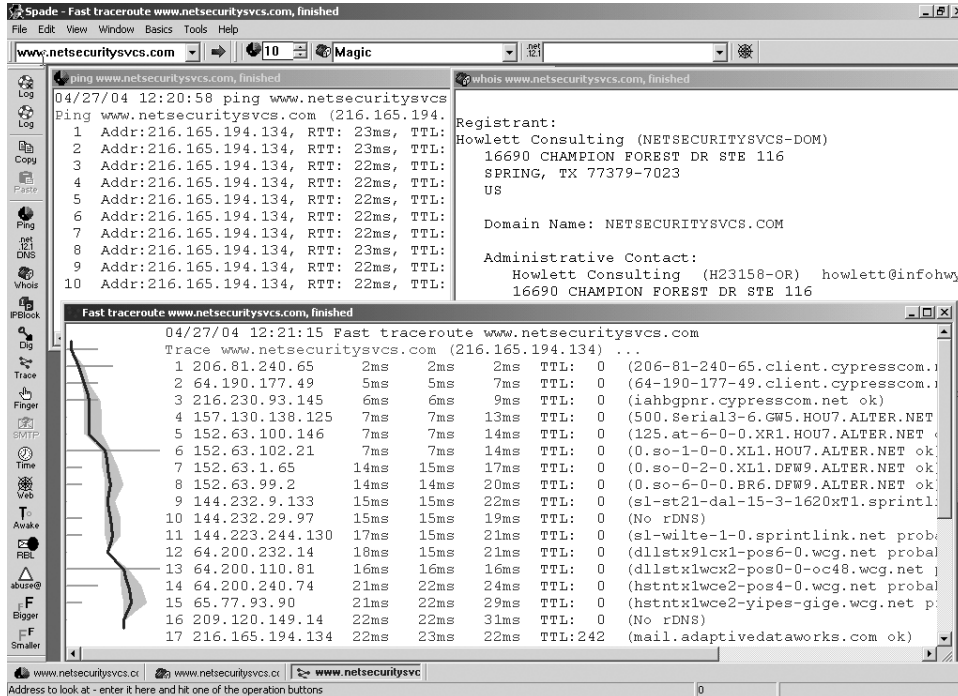 Spade - Fast traceroute www.netsecuritysvcs.com, finished
File Edit View Window Basics Tools Help
www.netsecuritysvcs.com 10 Magic .net 12.1
Log
Log
Copy
Paste
Ping
.net 12.1 DNS
Whois
IPBlock
Dig
Trace
Finger
SMTP
Time
Web
Awake
RBL
abuse@
Bigger
Smaller
ping www.netsecuritysvcs.com, finished
04/27/04 12:20:58 ping www.netsecuritysvcs
Ping www.netsecuritysvcs.com (216.165.194.
1 Addr:216.165.194.134, RTT: 23ms, TTL:
2 Addr:216.165.194.134, RTT: 23ms, TTL:
3 Addr:216.165.194.134, RTT: 22ms, TTL:
4 Addr:216.165.194.134, RTT: 22ms, TTL:
5 Addr:216.165.194.134, RTT: 22ms, TTL:
6 Addr:216.165.194.134, RTT: 22ms, TTL:
7 Addr:216.165.194.134, RTT: 22ms, TTL:
8 Addr:216.165.194.134, RTT: 23ms, TTL:
9 Addr:216.165.194.134, RTT: 22ms, TTL:
10 Addr:216.165.194.134, RTT: 22ms, TTL:
whois www.netsecuritysvcs.com, finished
Registrant:
Howlett Consulting (NETSECURITYSVCS-DOM)
16690 CHAMPION FOREST DR STE 116
SPRING, TX 77379-7023
US
Domain Name: NETSECURITYSVCS.COM
Administrative Contact:
Howlett Consulting (H23158-OR) howlett@infohwy
16690 CHAMPION FOREST DR STE 116
Fast traceroute www.netsecuritysvcs.com, finished
04/27/04 12:21:15 Fast traceroute www.netsecuritysvcs.com
Trace www.netsecuritysvcs.com (216.165.194.134) ...
1 206.81.240.65 2ms 2ms 2ms TTL: 0 (206-81-240-65.client.cypresscom.
2 64.190.177.49 5ms 5ms 7ms TTL: 0 (64-190-177-49.client.cypresscom.
3 216.230.93.145 6ms 6ms 9ms TTL: 0 (iahbgpnr.cypresscom.net ok)
4 157.130.138.125 7ms 7ms 13ms TTL: 0 (500.Serial3-6.GW5.HOU7.ALTER.NET
5 152.63.100.146 7ms 7ms 14ms TTL: 0 (125.at-6-0-0.XR1.HOU7.ALTER.NET
6 152.63.102.21 7ms 7ms 14ms TTL: 0 (0.so-1-0-0.XL1.HOU7.ALTER.NET ok)
7 152.63.1.65 14ms 15ms 17ms TTL: 0 (0.so-0-2-0.XL1.DFW9.ALTER.NET ok)
8 152.63.99.2 14ms 14ms 20ms TTL: 0 (0.so-6-0-0.BR6.DFW9.ALTER.NET ok)
9 144.232.9.133 15ms 15ms 22ms TTL: 0 (sl-st21-dal-15-3-1620xT1.sprintl
10 144.232.29.97 15ms 15ms 19ms TTL: 0 (No rDNS)
11 144.223.244.130 17ms 15ms 21ms TTL: 0 (sl-wilte-1-0.sprintlink.net proba
12 64.200.232.14 18ms 15ms 21ms TTL: 0 (dllstx9lcx1-pos6-0.wcg.net probal
13 64.200.110.81 16ms 16ms 16ms TTL: 0 (dllstx1wcx2-pos0-0-oc48.wcg.net p
14 64.200.240.74 21ms 22ms 24ms TTL: 0 (hstntx1wce2-pos4-0.wcg.net probal
15 65.77.93.90 21ms 22ms 29ms TTL: 0 (hstntx1wce2-yipes-gige.wcg.net p
16 209.120.149.14 22ms 22ms 31ms TTL: 0 (No rDNS)
17 216.165.194.134 22ms 23ms 22ms TTL:242 (mail.adaptivedataworks.com ok)
www.netsecuritysvcs.cc www.netsecuritysvcs.cc www.netsecuritysvc
Address to look at - enter it here and hit one of the operation buttons 0